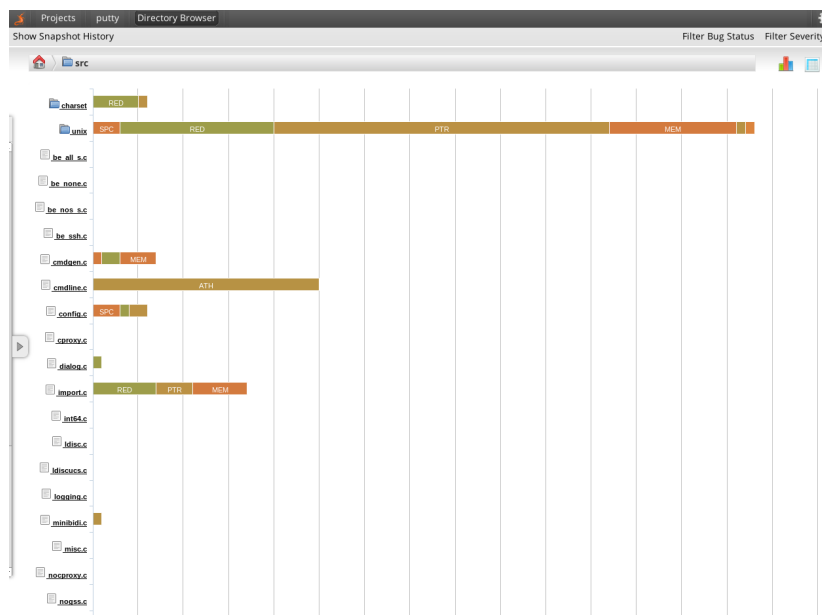 Projects putty Directory Browser
Show Snapshot History Filter Bug Status Filter Severity
src
charset RED
unix SPC RED PTR MEM
be_all_s.c
be_none.c
be_nos_s.c
be_ssh.c
cmdgen.c MEM
cmdline.c ATH
config.c SPC
cproxy.c
dialog.c
import.c RED PTR MEM
int64.c
ldisc.c
ldiscucs.c
logging.c
minibidi.c
misc.c
nocproxy.c
nogss.c